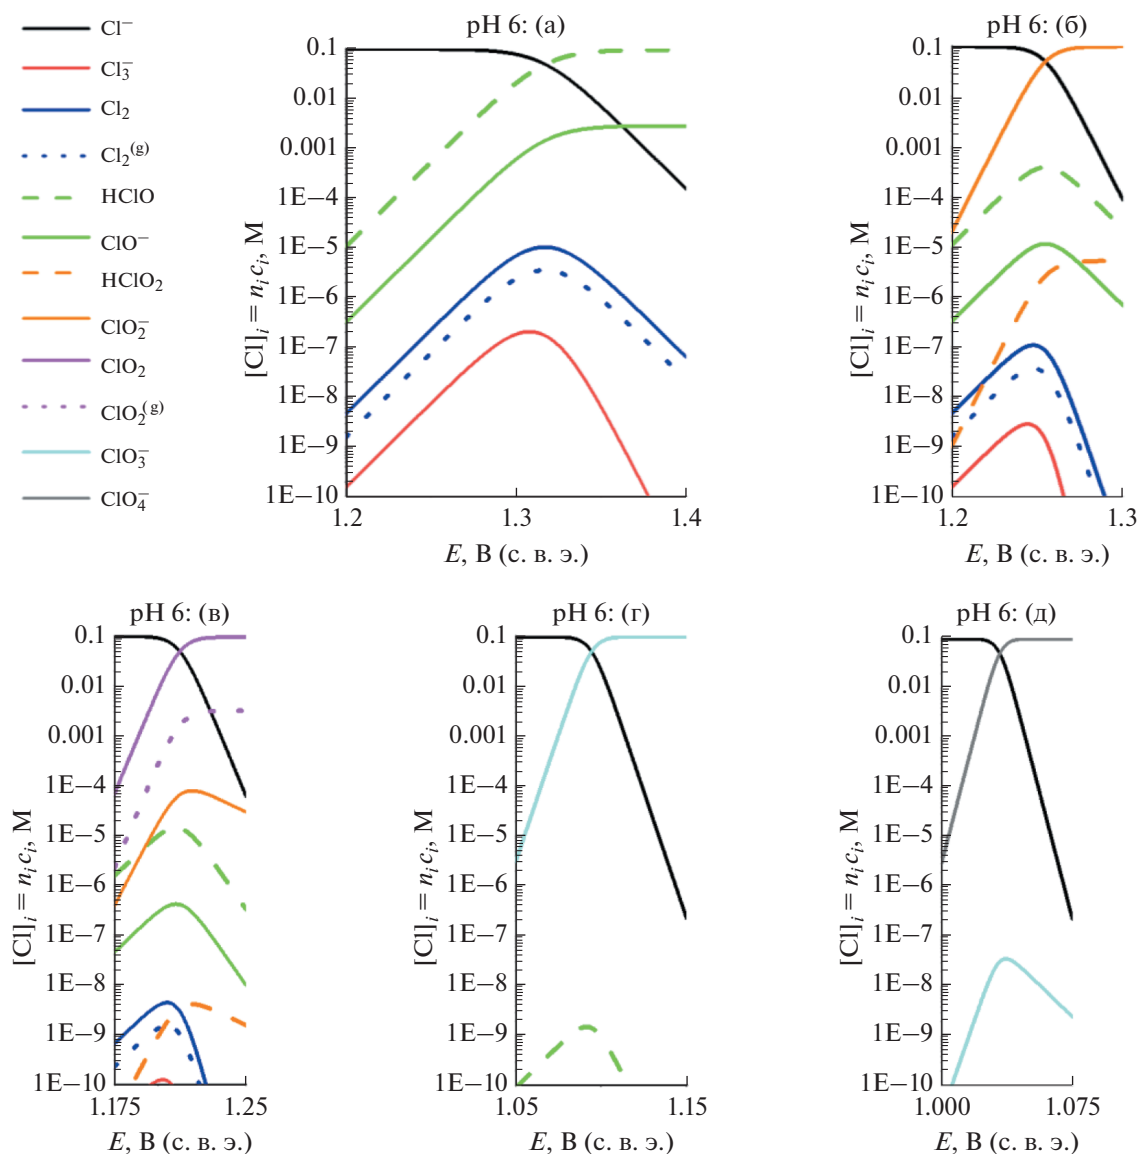 Cl⁻
Cl₃⁻
Cl₂
Cl₂⁽ᵍ⁾
HClO
ClO⁻
HClO₂
ClO₂⁻
ClO₂
ClO₂⁽ᵍ⁾
ClO₃⁻
ClO₄⁻
pH 6: (а)
[Cl]ᵢ = nᵢcᵢ, М
0.1
0.01
0.001
1E−4
1E−5
1E−6
1E−7
1E−8
1E−9
1E−10
1.2 1.3 1.4
E, В (с. в. э.)
pH 6: (б)
[Cl]ᵢ = nᵢcᵢ, М
0.1
0.01
0.001
1E−4
1E−5
1E−6
1E−7
1E−8
1E−9
1E−10
1.2 1.3
E, В (с. в. э.)
pH 6: (в)
[Cl]ᵢ = nᵢcᵢ, М
0.1
0.01
0.001
1E−4
1E−5
1E−6
1E−7
1E−8
1E−9
1E−10
1.175 1.25
E, В (с. в. э.)
pH 6: (г)
[Cl]ᵢ = nᵢcᵢ, М
0.1
0.01
0.001
1E−4
1E−5
1E−6
1E−7
1E−8
1E−9
1E−10
1.05 1.15
E, В (с. в. э.)
pH 6: (д)
[Cl]ᵢ = nᵢcᵢ, М
0.1
0.01
0.001
1E−4
1E−5
1E−6
1E−7
1E−8
1E−9
1E−10
1.000 1.075
E, В (с. в. э.)